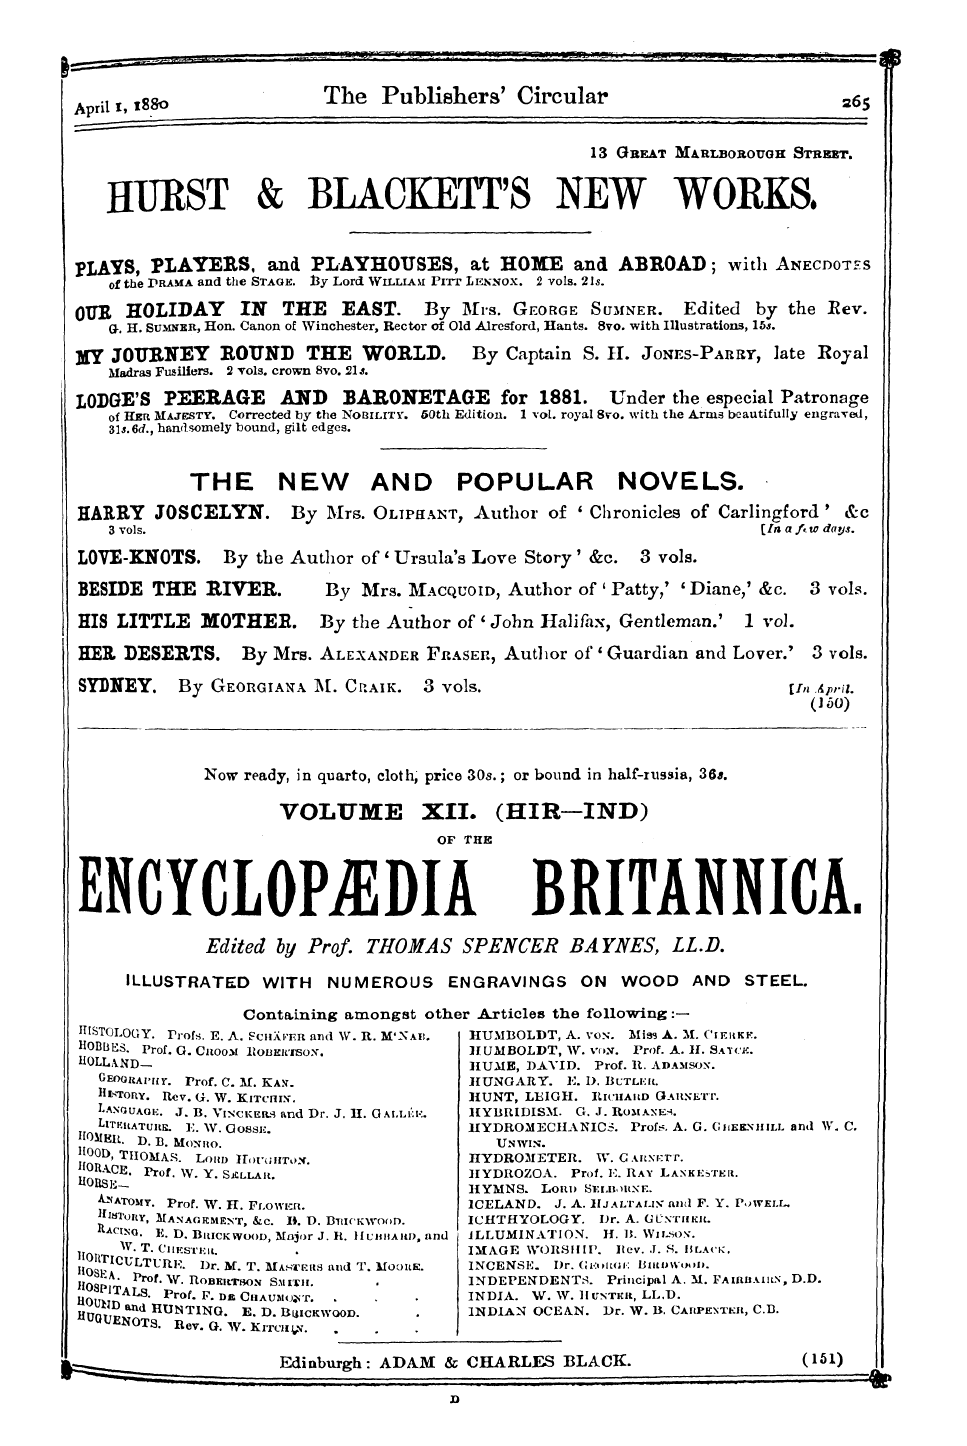 April 1, 1880 The Publishers' Circular 265
13 GREAT MARLBOROUGH STREET.
HURST & BLACKETT'S NEW WORKS.
PLAYS, PLAYERS, and PLAYHOUSES, at HOME and ABROAD; with ANECDOTES
of the DRAMA and the STAGE. By Lord WILLIAM PITT LENNOX. 2 vols. 21s.
OUR HOLIDAY IN THE EAST. By Mrs. GEORGE SUMNER. Edited by the Rev.
G. H. SUMNER, Hon. Canon of Winchester, Rector of Old Alresford, Hants. 8vo. with Illustrations, 15s.
MY JOURNEY ROUND THE WORLD. By Captain S. H. JONES-PARRY, late Royal
Madras Fusiliers. 2 vols. crown 8vo. 21s.
LODGE'S PEERAGE AND BARONETAGE for 1881. Under the especial Patronage
of HER MAJESTY. Corrected by the NOBILITY. 50th Edition. 1 vol. royal 8vo. with the Arms beautifully engraved,
31s. 6d., handsomely bound, gilt edges.
THE NEW AND POPULAR NOVELS.
HARRY JOSCELYN. By Mrs. OLIPHANT, Author of 'Chronicles of Carlingford' &c
3 vols. [In a few days.
LOVE-KNOTS. By the Author of 'Ursula's Love Story' &c. 3 vols.
BESIDE THE RIVER. By Mrs. MACQUOID, Author of 'Patty,' 'Diane,' &c. 3 vols.
HIS LITTLE MOTHER. By the Author of 'John Halifax, Gentleman.' 1 vol.
HER DESERTS. By Mrs. ALEXANDER FRASER, Author of 'Guardian and Lover.' 3 vols.
SYDNEY. By GEORGIANA M. CRAIK. 3 vols. [In April.
(150)
Now ready, in quarto, cloth, price 30s.; or bound in half-russia, 36s.
VOLUME XII. (HIR—IND)
OF THE
ENCYCLOPÆDIA BRITANNICA.
Edited by Prof. THOMAS SPENCER BAYNES, LL.D.
ILLUSTRATED WITH NUMEROUS ENGRAVINGS ON WOOD AND STEEL.
Containing amongst other Articles the following:—
HISTOLOGY. Profs. E. A. SCHÄFER and W. R. M'NAB.
HOBBES. Prof. G. CROOM ROBERTSON.
HOLLAND—
GEOGRAPHY. Prof. C. M. KAN.
HISTORY. Rev. G. W. KITCHIN.
LANGUAGE. J. B. VINCKERS and Dr. J. H. GALLÉE.
LITERATURE. E. W. GOSSE.
HOMER. D. B. MONRO.
HOOD, THOMAS. LORD HOUGHTON.
HORACE. Prof. W. Y. SELLAR.
HORSE—
ANATOMY. Prof. W. H. FLOWER.
HISTORY, MANAGEMENT, &c. E. D. BRICKWOOD.
RACING. E. D. BRICKWOOD, Major J. R. HUBBARD, and
W. T. CHESTER.
HORTICULTURE. Dr. M. T. MASTERS and T. MOORE.
HOSEA. Prof. W. ROBERTSON SMITH.
HOSPITALS. Prof. F. DE CHAUMONT.
HOUND and HUNTING. E. D. BRICKWOOD.
HUGUENOTS. Rev. G. W. KITCHIN.
HUMBOLDT, A. VON. Miss A. M. CLERKE.
HUMBOLDT, W. VON. Prof. A. H. SAYCE.
HUME, DAVID. Prof. R. ADAMSON.
HUNGARY. E. D. BUTLER.
HUNT, LEIGH. RICHARD GARNETT.
HYBRIDISM. G. J. ROMANES.
HYDROMECHANICS. Profs. A. G. GREENHILL and W. C.
UNWIN.
HYDROMETER. W. GARNETT.
HYDROZOA. Prof. E. RAY LANKESTER.
HYMNS. LORD SELBORNE.
ICELAND. J. A. HJALTALIN and F. Y. POWELL.
ICHTHYOLOGY. Dr. A. GÜNTHER.
ILLUMINATION. H. B. WILSON.
IMAGE WORSHIP. Rev. J. S. BLACK.
INCENSE. Dr. GEORGE BIRDWOOD.
INDEPENDENTS. Principal A. M. FAIRBAIRN, D.D.
INDIA. W. W. HUNTER, LL.D.
INDIAN OCEAN. Dr. W. B. CARPENTER, C.B.
Edinburgh: ADAM & CHARLES BLACK. (151)
D